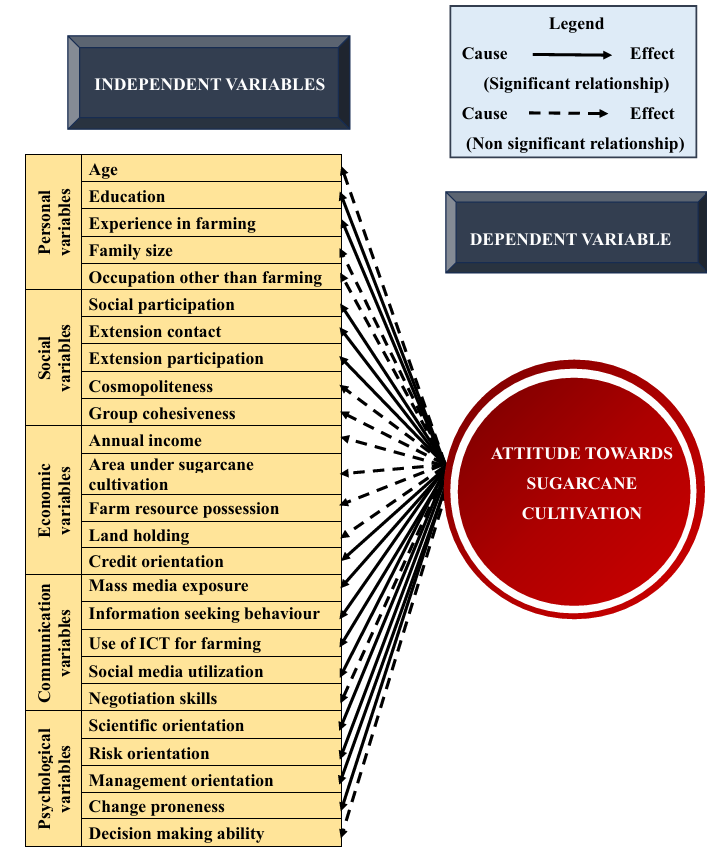 Legend
Cause Effect
(Significant relationship)
Cause Effect
(Non significant relationship)
INDEPENDENT VARIABLES
DEPENDENT VARIABLE
Personal
variables
Age
Education
Experience in farming
Family size
Occupation other than farming
Social
variables
Social participation
Extension contact
Extension participation
Cosmopoliteness
Group cohesiveness
Economic
variables
Annual income
Area under sugarcane
cultivation
Farm resource possession
Land holding
Credit orientation
Communication
variables
Mass media exposure
Information seeking behaviour
Use of ICT for farming
Social media utilization
Negotiation skills
Psychological
variables
Scientific orientation
Risk orientation
Management orientation
Change proneness
Decision making ability
ATTITUDE TOWARDS
SUGARCANE
CULTIVATION